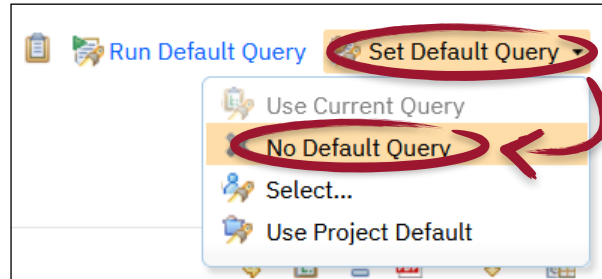 Run Default Query Set Default Query
Use Current Query
No Default Query
Select...
Use Project Default